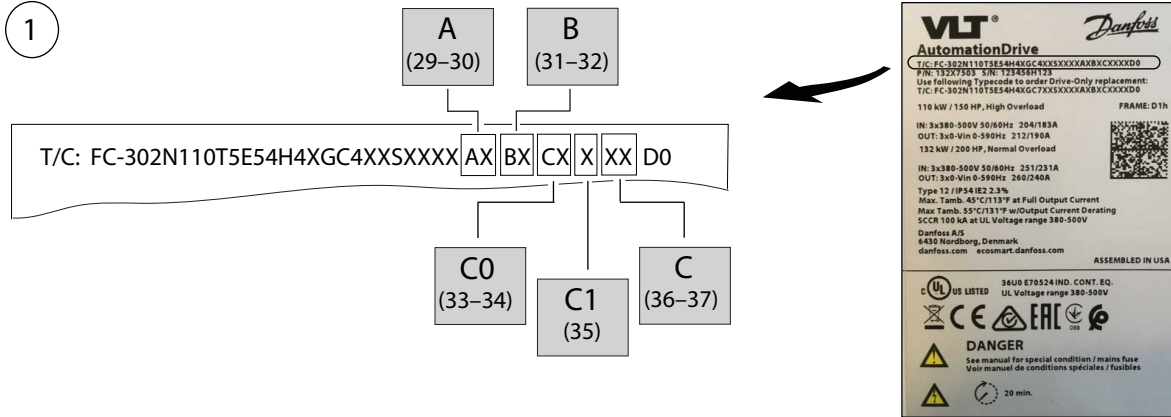 1
A
(29–30)
B
(31–32)
T/C: FC-302N110T5E54H4XGC4XXSXXXX AX BX CX X XX D0
C0
(33–34)
C1
(35)
C
(36–37)
VLT®
Danfoss
AutomationDrive
T/C: FC-302N110T5E54H4XGC4XXSXXXXAXBXCXXXXD0
P/N: 132X7503 S/N: 123456H123
Use following Typecode to order Drive-Only replacement:
T/C: FC-302N110T5E54H4XGC7XXSXXXXAXBXCXXXXD0
110 kW / 150 HP, High Overload FRAME: D1h
IN: 3x380-500V 50/60Hz 204/183A
OUT: 3x0-Vin 0-590Hz 212/190A
132 kW / 200 HP, Normal Overload
IN: 3x380-500V 50/60Hz 251/231A
OUT: 3x0-Vin 0-590Hz 260/240A
Type 12 / IP54 IE2 2.3%
Max. Tamb. 45°C/113°F at Full Output Current
Max Tamb. 55°C/131°F w/Output Current Derating
SCCR 100 kA at UL Voltage range 380-500V
Danfoss A/S
6430 Nordborg, Denmark
danfoss.com ecosmart.danfoss.com
ASSEMBLED IN USA
c UL US LISTED 36U0 E70524 IND. CONT. EQ.
UL Voltage range 380-500V
CE EAC
DANGER
See manual for special condition / mains fuse
Voir manuel de conditions spéciales / fusibles
20 min.